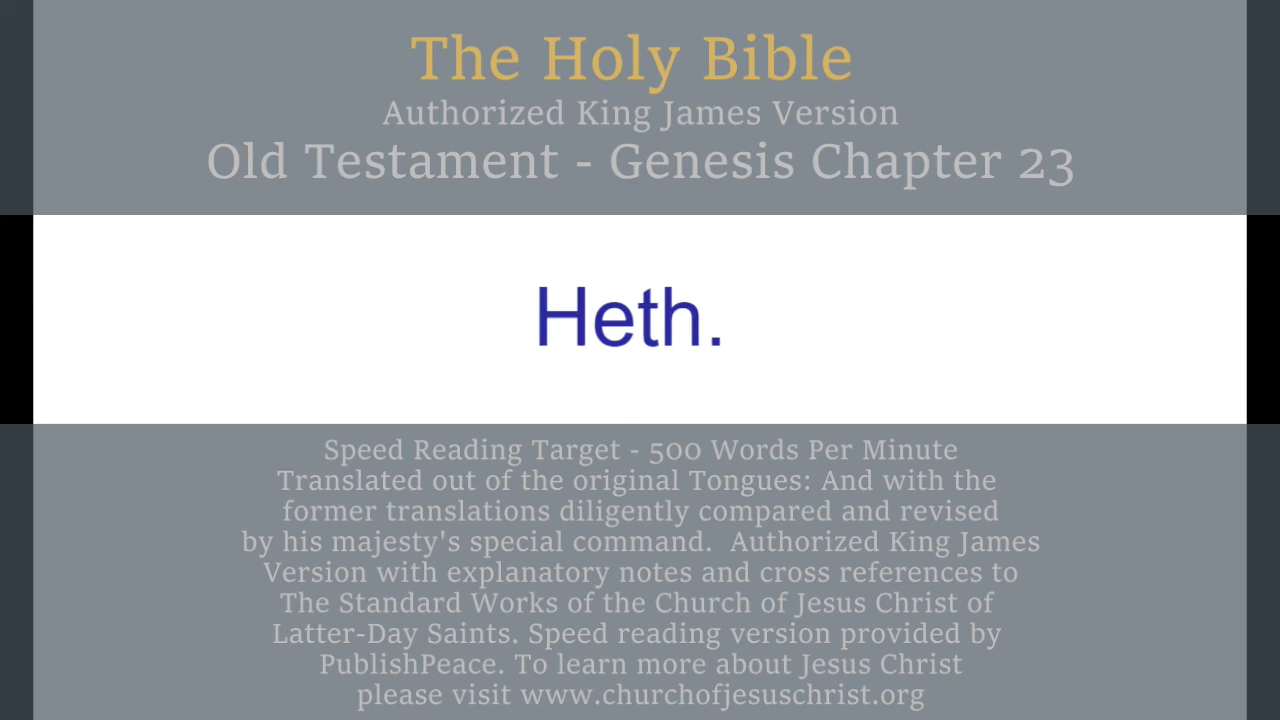 The Holy Bible
Authorized King James Version
Old Testament - Genesis Chapter 23
Heth.
Speed Reading Target - 500 Words Per Minute
Translated out of the original Tongues: And with the
former translations diligently compared and revised
by his majesty's special command.  Authorized King James
Version with explanatory notes and cross references to
The Standard Works of the Church of Jesus Christ of
Latter-Day Saints. Speed reading version provided by
PublishPeace. To learn more about Jesus Christ
please visit www.churchofjesuschrist.org